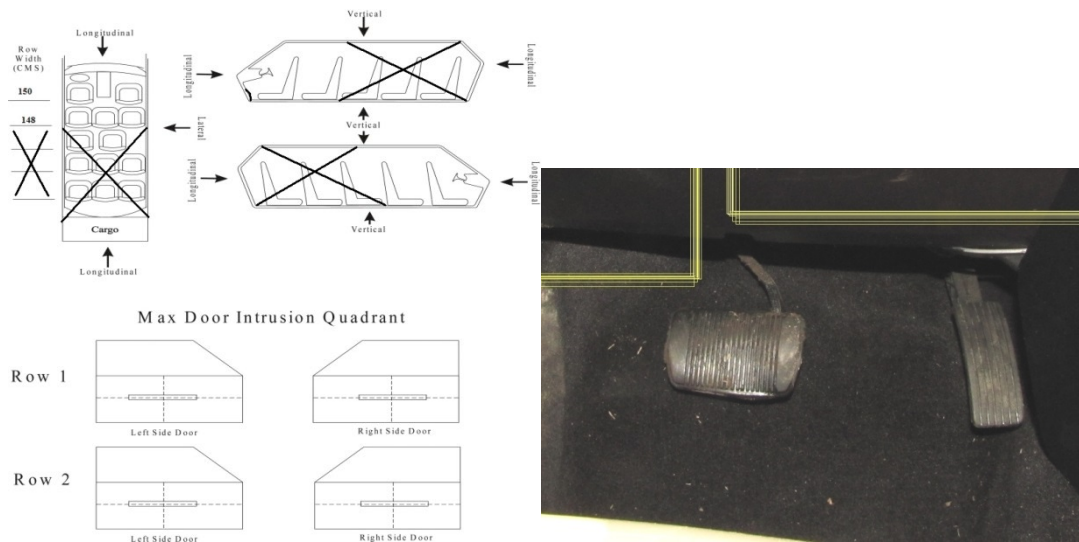 Vertical
Longitudinal
Row
Width
(CMS)
150
148
Longitudinal
Longitudinal
Lateral
Vertical
Longitudinal
Longitudinal
Vertical
Cargo
Longitudinal
Max Door Intrusion Quadrant
Row 1
Left Side Door
Right Side Door
Row 2
Left Side Door
Right Side Door